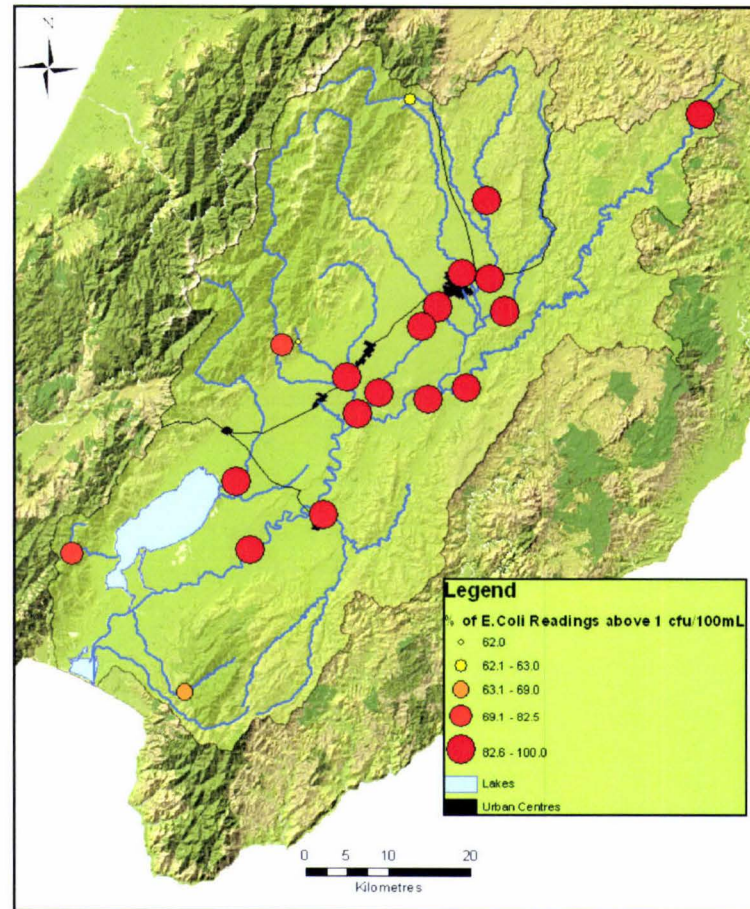 N
Legend
% of E.Coli Readings above 1 cfu/100mL
62.0
62.1 - 63.0
63.1 - 69.0
69.1 - 82.5
82.6 - 100.0
Lakes
Urban Centres
0 5 10 20
Kilometres